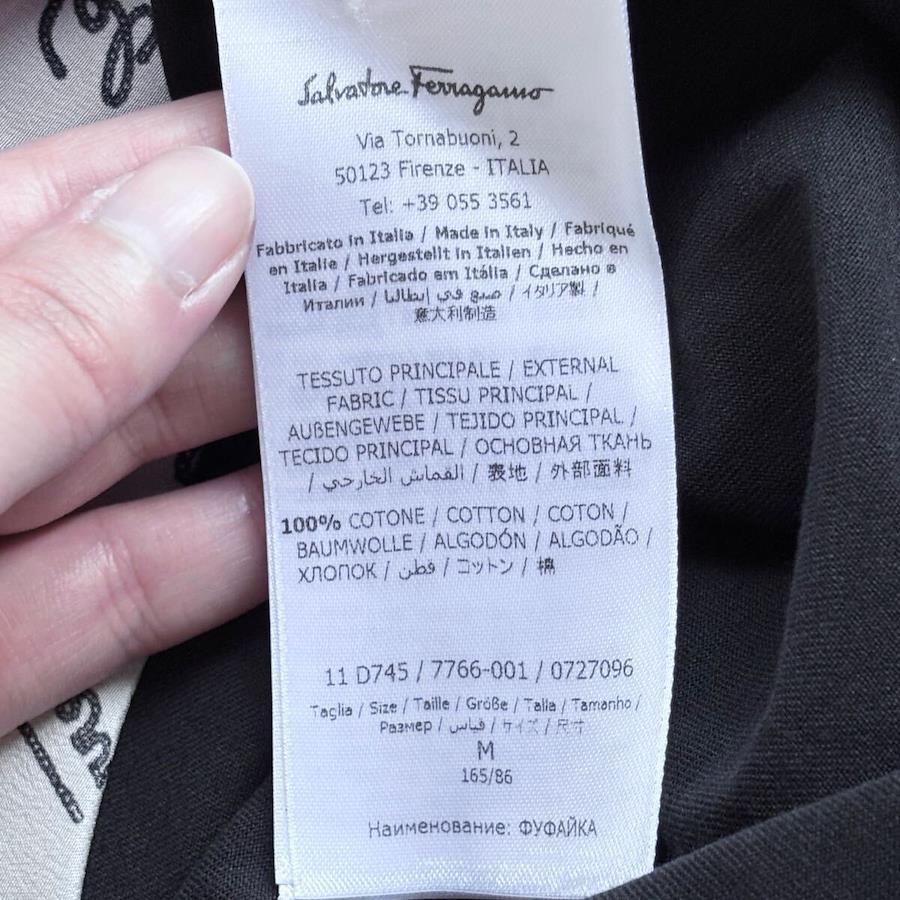 Salvatore Ferragamo
Via Tornabuoni, 2
50123 Firenze - ITALIA
Tel: +39 055 3561
Fabbricato in Italia / Made in Italy / Fabriqué
en Italie / Hergestellt in Italien / Hecho en
Italia / Fabricado em Itália / Сделано в
Италии / صنع في إيطاليا / イタリア製 /
意大利制造
TESSUTO PRINCIPALE / EXTERNAL
FABRIC / TISSU PRINCIPAL /
AUßENGEWEBE / TEJIDO PRINCIPAL /
TECIDO PRINCIPAL / ОСНОВНАЯ ТКАНЬ
/ القماش الخارجي / 表地 / 外部面料
100% COTONE / COTTON / COTON /
BAUMWOLLE / ALGODÓN / ALGODÃO /
ХЛОПОК / قطن / コットン / 棉
11 D745 / 7766-001 / 0727096
Taglia / Size / Taille / Größe / Talla / Tamanho /
Размер / قياس / サイズ / 尺寸
M
165/86
Наименование: ФУФАЙКА